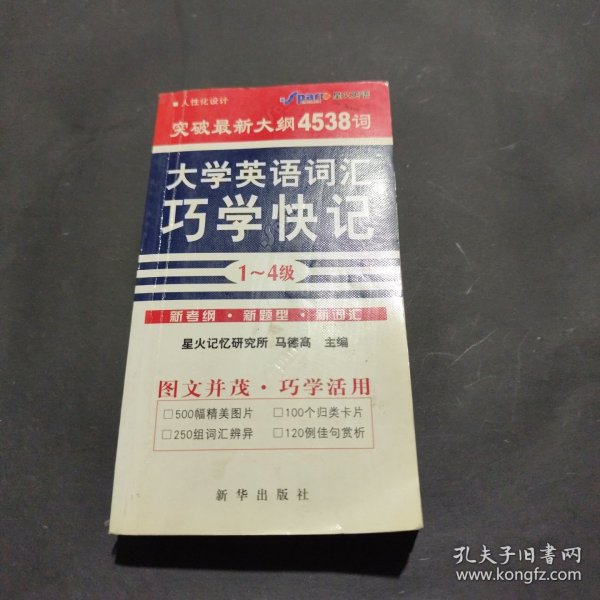 ■人性化设计
Spark 星火英语
突破最新大纲4538词
大学英语词汇
巧学快记
1～4级
新考纲·新题型·新词汇
星火记忆研究所 马德高 主编
图文并茂·巧学活用
□500幅精美图片 □100个归类卡片
□250组词汇辨异 □120例佳句赏析
新华出版社
孔夫子旧书网
www.kongfz.com